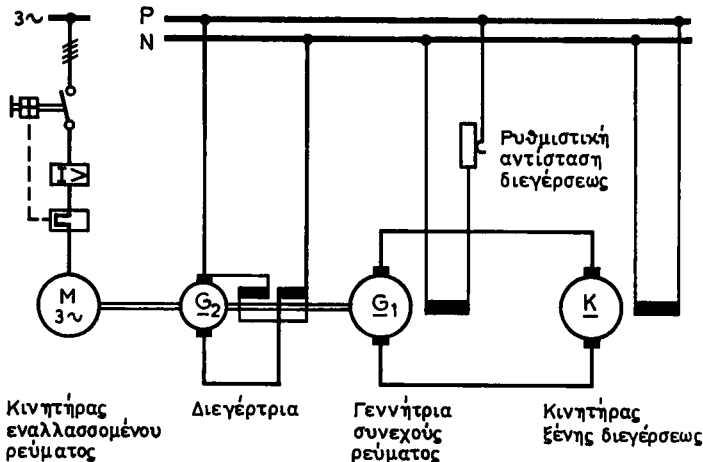 3~
P
N
I >
Ρυθμιστική
αντίσταση
διεγέρσεως
M
3~
G2
G1
K
Κινητήρας
εναλλασσομένου
ρεύματος
Διεγέρτρια
Γεννήτρια
συνεχούς
ρεύματος
Κινητήρας
ξένης διεγέρσεως